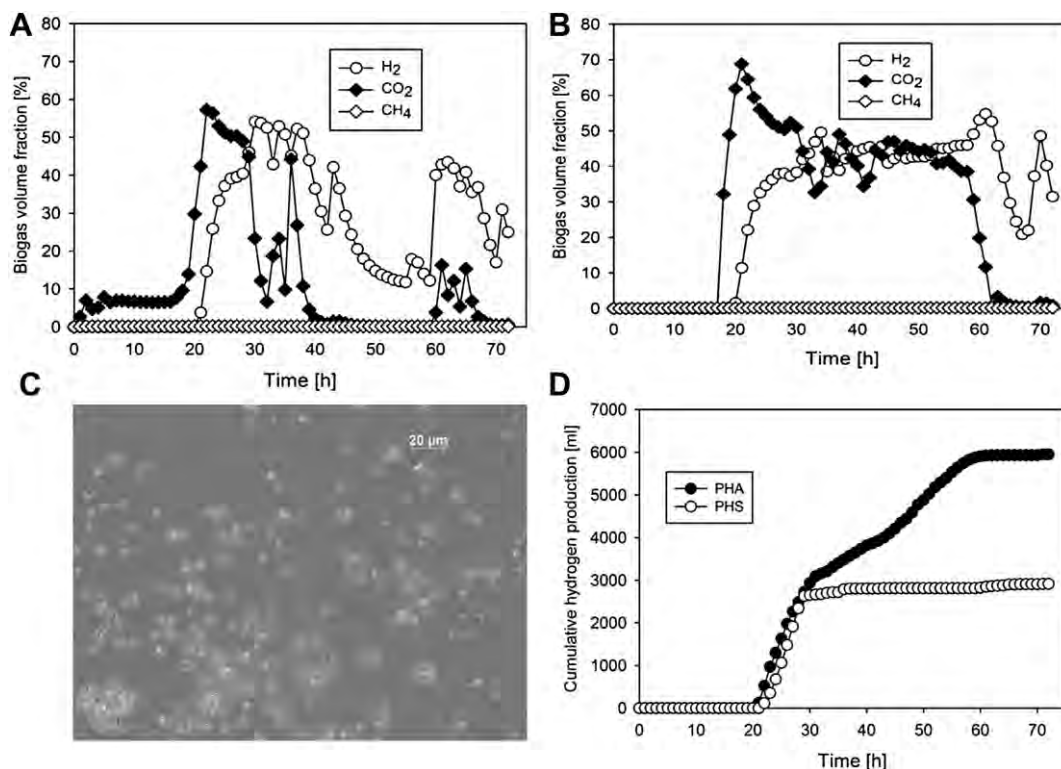 A
80
70
60
50
40
30
20
10
0
Biogas volume fraction [%]
H2
CO2
CH4
0 10 20 30 40 50 60 70
Time [h]
B
80
70
60
50
40
30
20
10
0
Biogas volume fraction [%]
H2
CO2
CH4
0 10 20 30 40 50 60 70
Time [h]
C
20 µm
D
7000
6000
5000
4000
3000
2000
1000
0
Cumulative hydrogen production [ml]
PHA
PHS
0 10 20 30 40 50 60 70
Time [h]